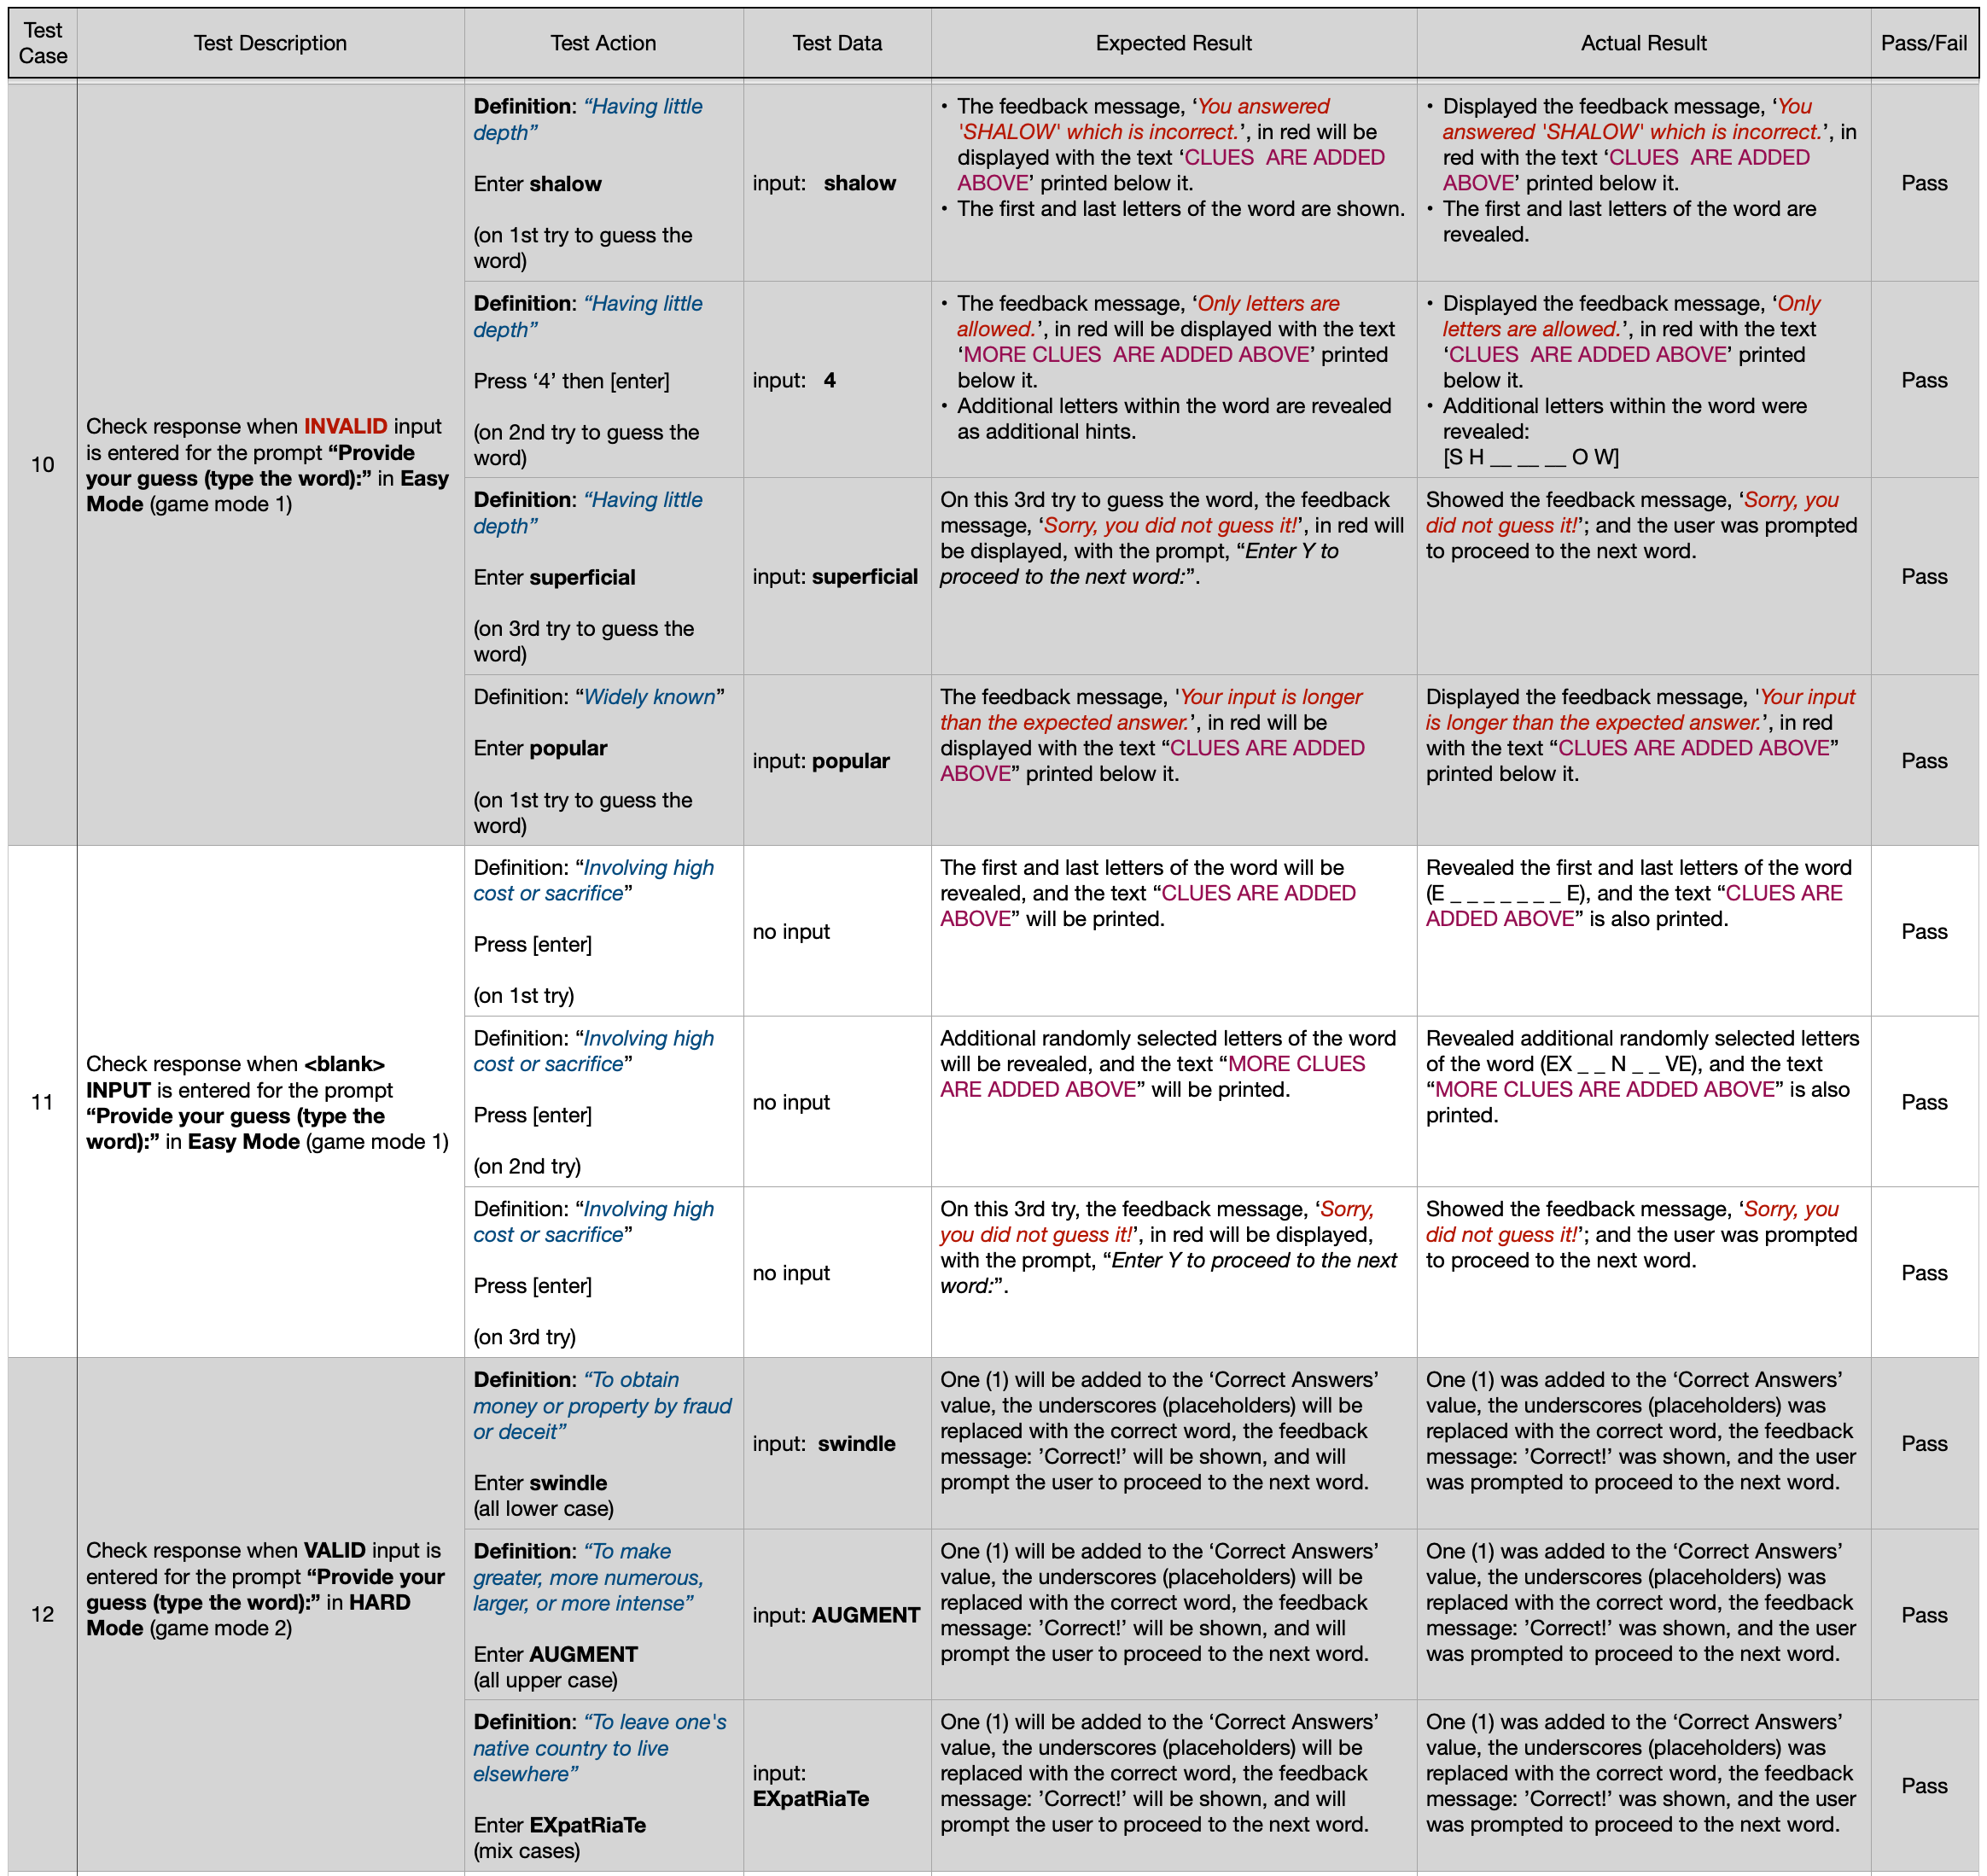 Test Case
Test Description
Test Action
Test Data
Expected Result
Actual Result
Pass/Fail
10
Check response when INVALID input
is entered for the prompt “Provide
your guess (type the word):” in Easy
Mode (game mode 1)
Definition: “Having little
depth”
Enter shalow
(on 1st try to guess the
word)
input: shalow
• The feedback message, ‘You answered
'SHALOW' which is incorrect.’, in red will be
displayed with the text ‘CLUES ARE ADDED
ABOVE’ printed below it.
• The first and last letters of the word are shown.
• Displayed the feedback message, ‘You
answered 'SHALOW' which is incorrect.’, in
red with the text ‘CLUES ARE ADDED
ABOVE’ printed below it.
• The first and last letters of the word are
revealed.
Pass
Definition: “Having little
depth”
Press ‘4’ then [enter]
(on 2nd try to guess the
word)
input: 4
• The feedback message, ‘Only letters are
allowed.’, in red will be displayed with the text
‘MORE CLUES ARE ADDED ABOVE’ printed
below it.
• Additional letters within the word are revealed
as additional hints.
• Displayed the feedback message, ‘Only
letters are allowed.’, in red with the text
‘CLUES ARE ADDED ABOVE’ printed
below it.
• Additional letters within the word were
revealed:
[S H __ __ __ O W]
Pass
Definition: “Having little
depth”
Enter superficial
(on 3rd try to guess the
word)
input: superficial
On this 3rd try to guess the word, the feedback
message, ‘Sorry, you did not guess it!’, in red will
be displayed, with the prompt, “Enter Y to
proceed to the next word:”.
Showed the feedback message, ‘Sorry, you
did not guess it!’; and the user was prompted
to proceed to the next word.
Pass
Definition: “Widely known”
Enter popular
(on 1st try to guess the
word)
input: popular
The feedback message, 'Your input is longer
than the expected answer.’, in red will be
displayed with the text “CLUES ARE ADDED
ABOVE” printed below it.
Displayed the feedback message, 'Your input
is longer than the expected answer.’, in red
with the text “CLUES ARE ADDED ABOVE”
printed below it.
Pass
11
Check response when <blank>
INPUT is entered for the prompt
“Provide your guess (type the
word):” in Easy Mode (game mode 1)
Definition: “Involving high
cost or sacrifice”
Press [enter]
(on 1st try)
no input
The first and last letters of the word will be
revealed, and the text “CLUES ARE ADDED
ABOVE” will be printed.
Revealed the first and last letters of the word
(E _ _ _ _ _ _ _ E), and the text “CLUES ARE
ADDED ABOVE” is also printed.
Pass
Definition: “Involving high
cost or sacrifice”
Press [enter]
(on 2nd try)
no input
Additional randomly selected letters of the word
will be revealed, and the text “MORE CLUES
ARE ADDED ABOVE” will be printed.
Revealed additional randomly selected letters
of the word (EX _ _ N _ _ VE), and the text
“MORE CLUES ARE ADDED ABOVE” is also
printed.
Pass
Definition: “Involving high
cost or sacrifice”
Press [enter]
(on 3rd try)
no input
On this 3rd try, the feedback message, ‘Sorry,
you did not guess it!’, in red will be displayed,
with the prompt, “Enter Y to proceed to the next
word:”.
Showed the feedback message, ‘Sorry, you
did not guess it!’; and the user was prompted
to proceed to the next word.
Pass
12
Check response when VALID input is
entered for the prompt “Provide your
guess (type the word):” in HARD
Mode (game mode 2)
Definition: “To obtain
money or property by fraud
or deceit”
Enter swindle
(all lower case)
input: swindle
One (1) will be added to the ‘Correct Answers’
value, the underscores (placeholders) will be
replaced with the correct word, the feedback
message: ’Correct!’ will be shown, and will
prompt the user to proceed to the next word.
One (1) was added to the ‘Correct Answers’
value, the underscores (placeholders) was
replaced with the correct word, the feedback
message: ’Correct!’ was shown, and the user
was prompted to proceed to the next word.
Pass
Definition: “To make
greater, more numerous,
larger, or more intense”
Enter AUGMENT
(all upper case)
input: AUGMENT
One (1) will be added to the ‘Correct Answers’
value, the underscores (placeholders) will be
replaced with the correct word, the feedback
message: ’Correct!’ will be shown, and will
prompt the user to proceed to the next word.
One (1) was added to the ‘Correct Answers’
value, the underscores (placeholders) was
replaced with the correct word, the feedback
message: ’Correct!’ was shown, and the user
was prompted to proceed to the next word.
Pass
Definition: “To leave one's
native country to live
elsewhere”
Enter EXpatRiaTe
(mix cases)
input:
EXpatRiaTe
One (1) will be added to the ‘Correct Answers’
value, the underscores (placeholders) will be
replaced with the correct word, the feedback
message: ’Correct!’ will be shown, and will
prompt the user to proceed to the next word.
One (1) was added to the ‘Correct Answers’
value, the underscores (placeholders) was
replaced with the correct word, the feedback
message: ’Correct!’ was shown, and the user
was prompted to proceed to the next word.
Pass